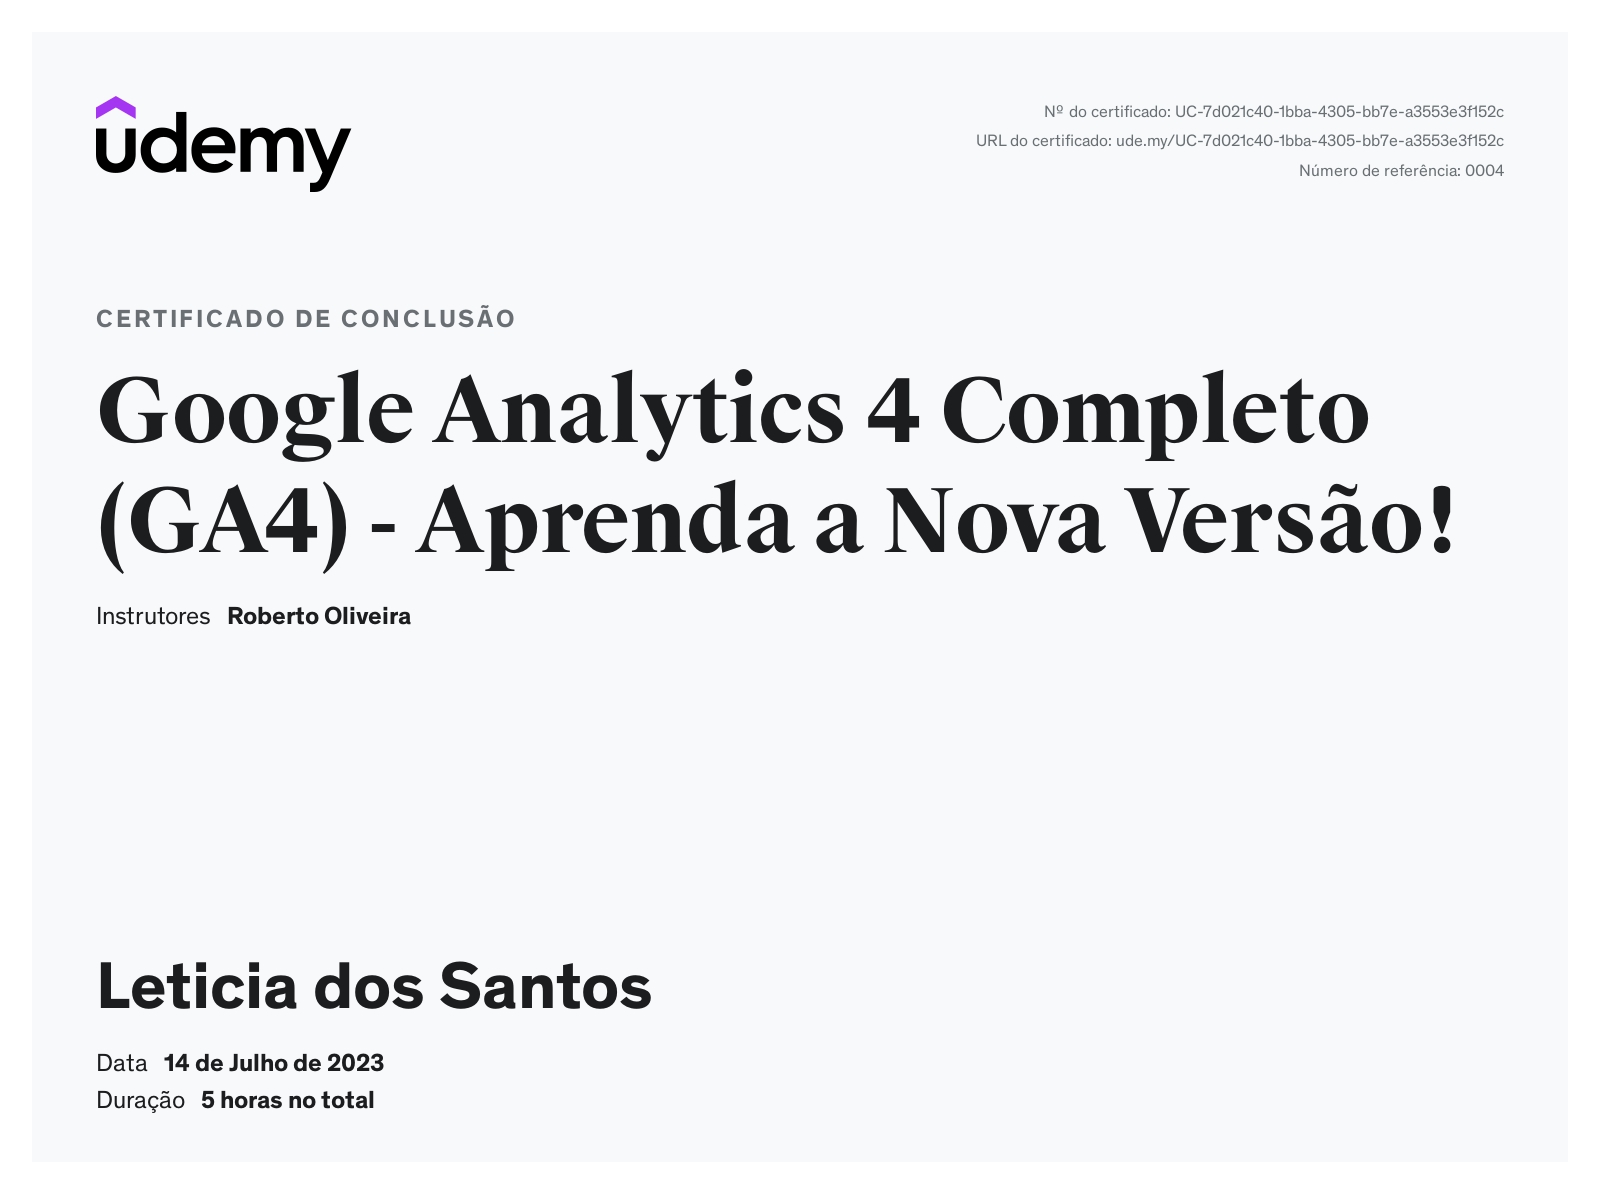 udemy
Nº do certificado: UC-7d021c40-1bba-4305-bb7e-a3553e3f152c
URL do certificado: ude.my/UC-7d021c40-1bba-4305-bb7e-a3553e3f152c
Número de referência: 0004
CERTIFICADO DE CONCLUSÃO
Google Analytics 4 Completo
(GA4) - Aprenda a Nova Versão!
Instrutores Roberto Oliveira
Leticia dos Santos
Data 14 de Julho de 2023
Duração 5 horas no total